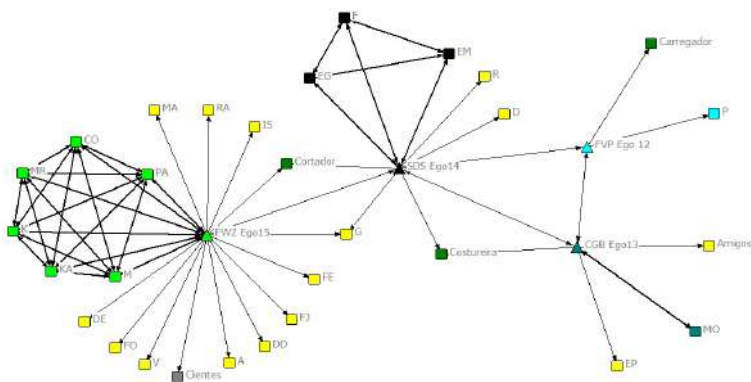 F
Carregador
EM
EG
R
MA
RA
D
P
IS
CO
FVP Ego 12
Cortador
SDS Ego14
MR
PA
K
FWZ Ego15
G
CGB Ego13
Amigos
Costureira
KA
M
FE
DE
FJ
MO
FO
DD
V
A
EP
Clientes